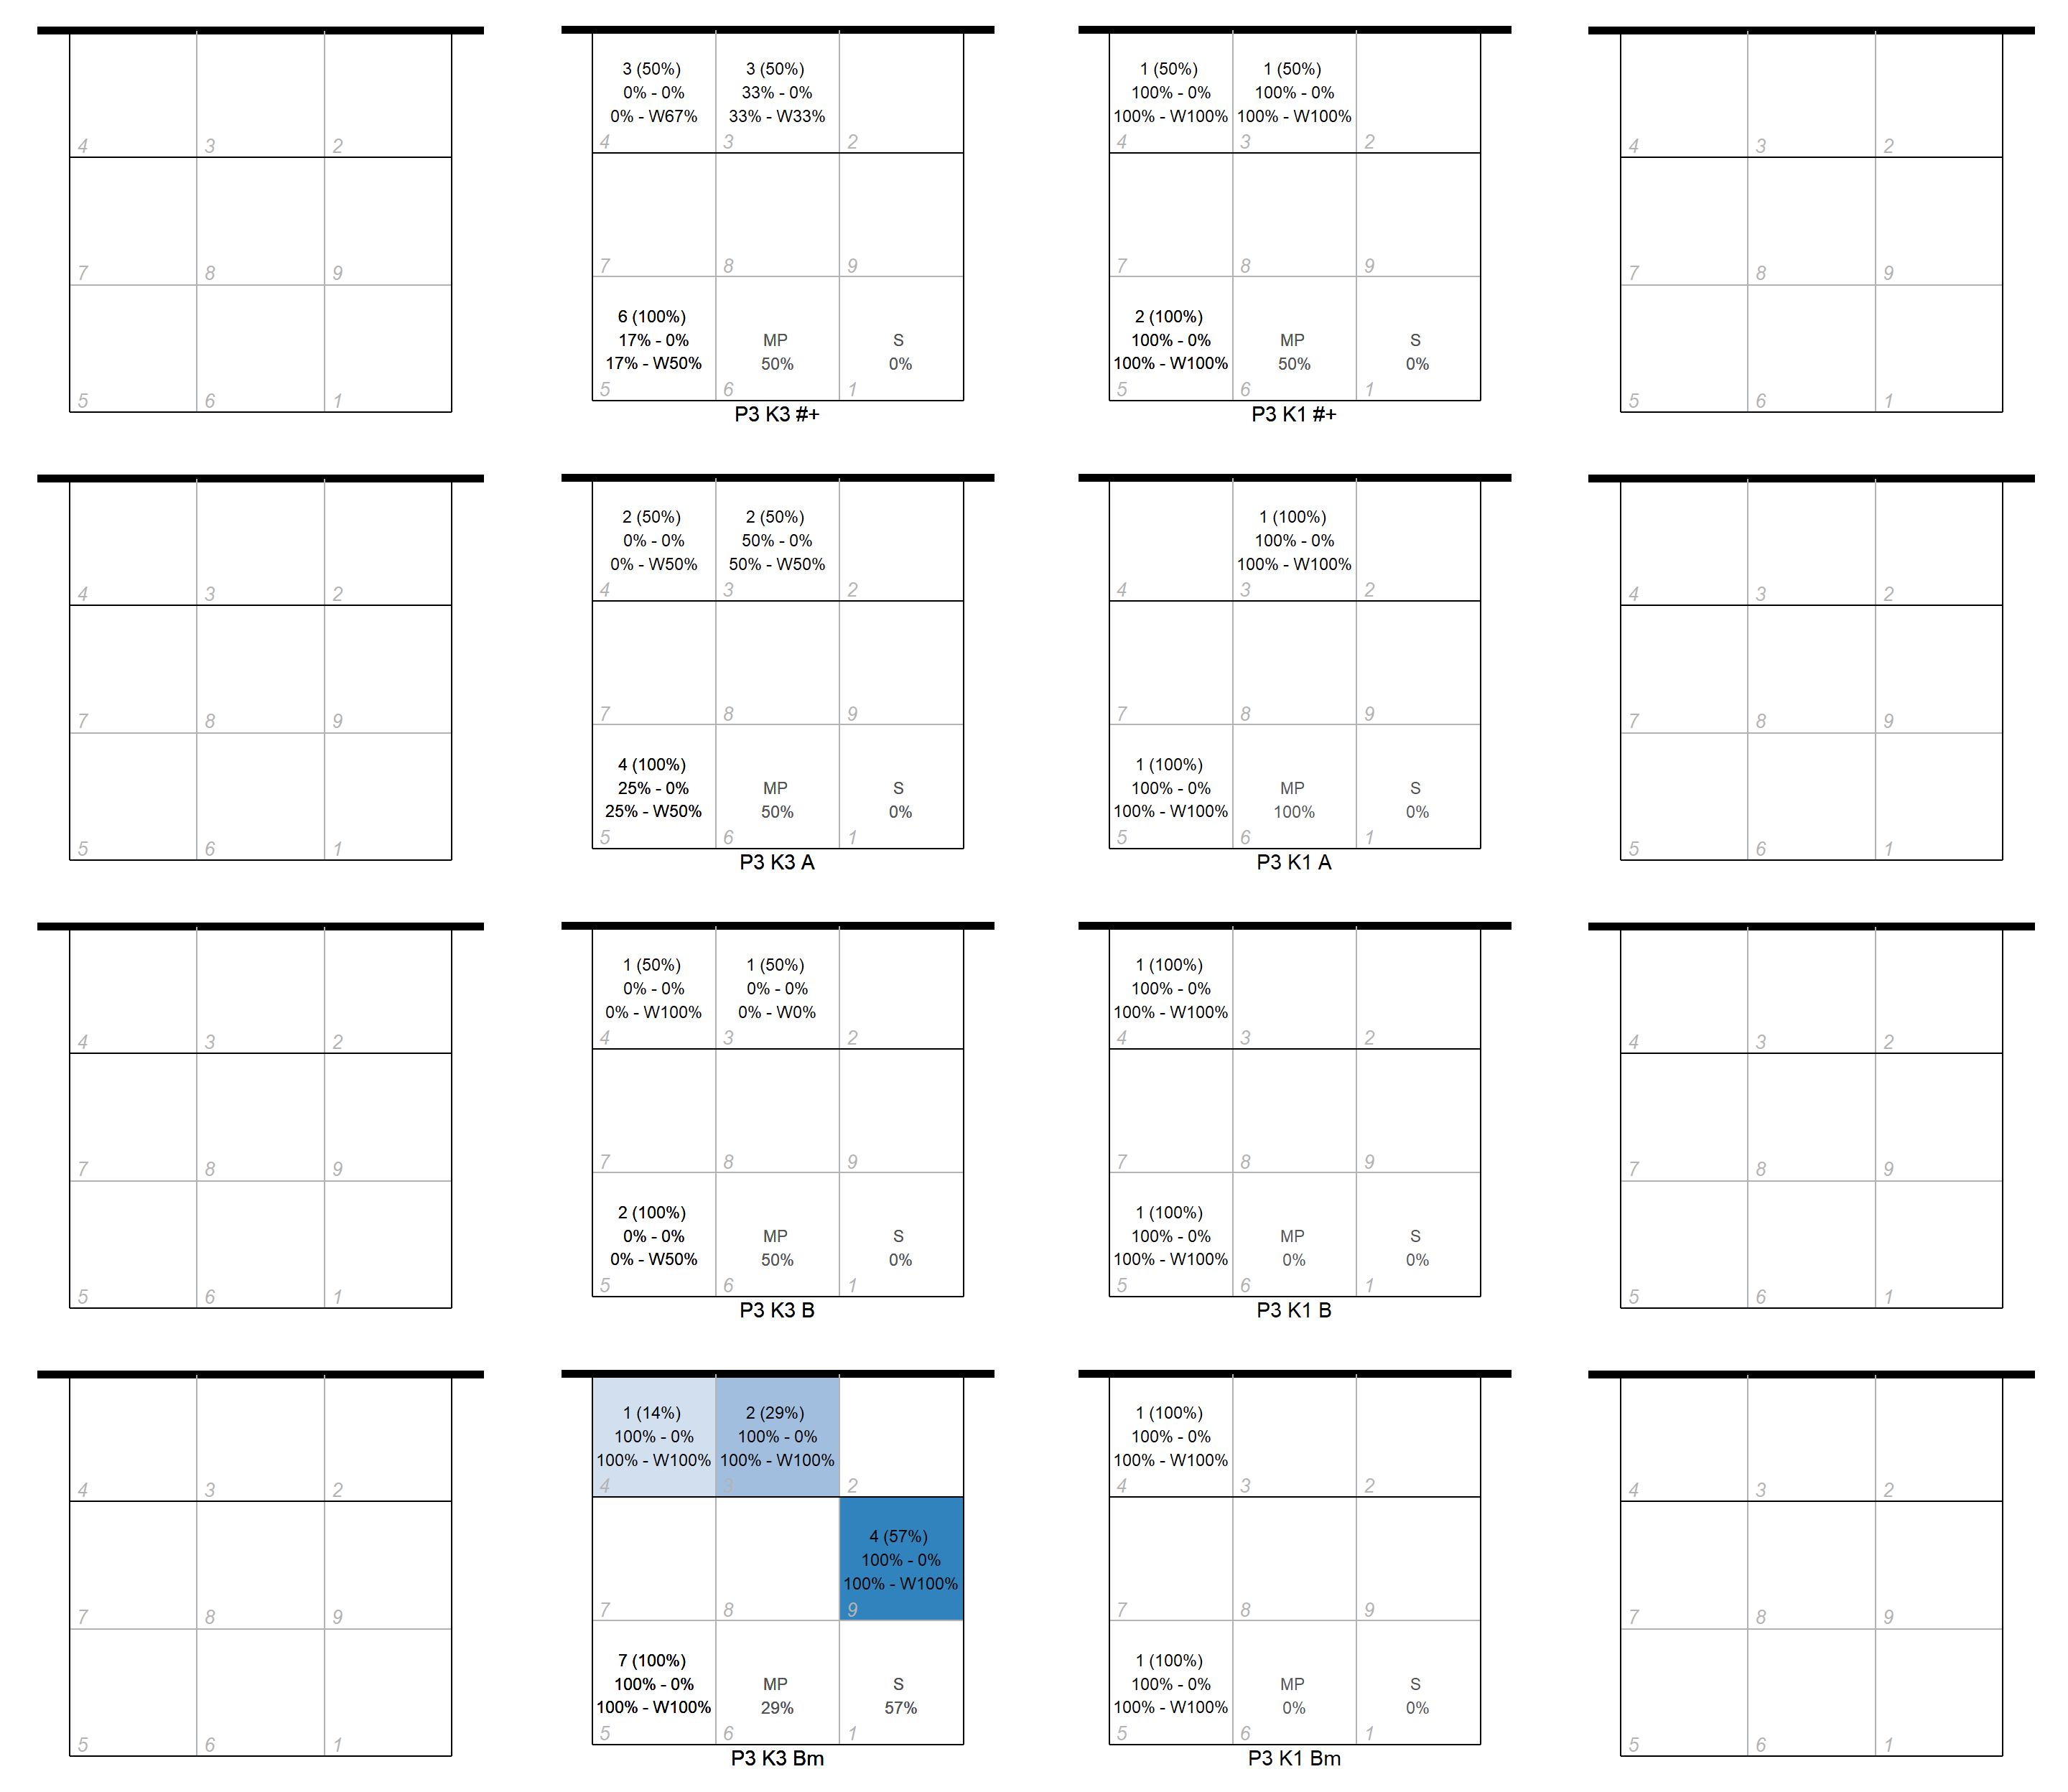 4 3 2
7 8 9
5 6 1
3 (50%) 3 (50%)
0% - 0% 33% - 0%
0% - W67% 33% - W33%
4 3 2
7 8 9
6 (100%)
17% - 0% MP S
17% - W50% 50% 0%
5 6 1
P3 K3 #+
1 (50%) 1 (50%)
100% - 0% 100% - 0%
100% - W100% 100% - W100%
4 3 2
7 8 9
2 (100%)
100% - 0% MP S
100% - W100% 50% 0%
5 6 1
P3 K1 #+
4 3 2
7 8 9
5 6 1
4 3 2
7 8 9
5 6 1
2 (50%) 2 (50%)
0% - 0% 50% - 0%
0% - W50% 50% - W50%
4 3 2
7 8 9
4 (100%)
25% - 0% MP S
25% - W50% 50% 0%
5 6 1
P3 K3 A
1 (100%)
100% - 0%
100% - W100%
4 3 2
7 8 9
1 (100%)
100% - 0% MP S
100% - W100% 100% 0%
5 6 1
P3 K1 A
4 3 2
7 8 9
5 6 1
4 3 2
7 8 9
5 6 1
1 (50%) 1 (50%)
0% - 0% 0% - 0%
0% - W100% 0% - W0%
4 3 2
7 8 9
2 (100%)
0% - 0% MP S
0% - W50% 50% 0%
5 6 1
P3 K3 B
1 (100%)
100% - 0%
100% - W100%
4 3 2
7 8 9
1 (100%)
100% - 0% MP S
100% - W100% 0% 0%
5 6 1
P3 K1 B
4 3 2
7 8 9
5 6 1
4 3 2
7 8 9
5 6 1
1 (14%) 2 (29%)
100% - 0% 100% - 0%
100% - W100% 100% - W100%
4 3 2
4 (57%)
100% - 0%
100% - W100%
7 8 9
7 (100%)
100% - 0% MP S
100% - W100% 29% 57%
5 6 1
P3 K3 Bm
1 (100%)
100% - 0%
100% - W100%
4 3 2
7 8 9
1 (100%)
100% - 0% MP S
100% - W100% 0% 0%
5 6 1
P3 K1 Bm
4 3 2
7 8 9
5 6 1